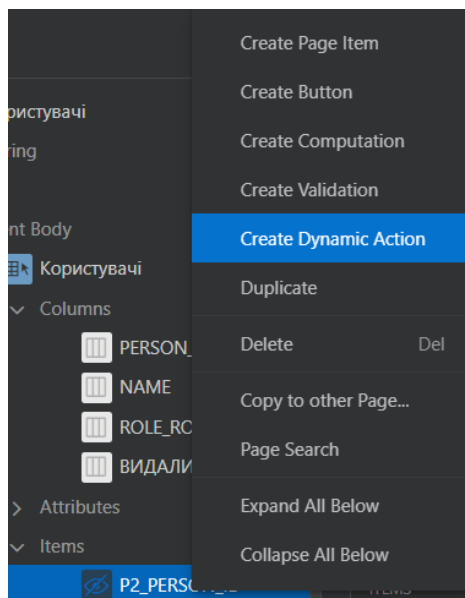 Create Page Item
Create Button
ористувачі
Create Computation
ring
Create Validation
nt Body
Create Dynamic Action
Користувачі
Duplicate
Columns
PERSON_
Delete Del
NAME
Copy to other Page...
ROLE_RO
Page Search
ВИДАЛИ
Attributes
Expand All Below
Items
Collapse All Below
P2_PERSON_ID
ITEMS